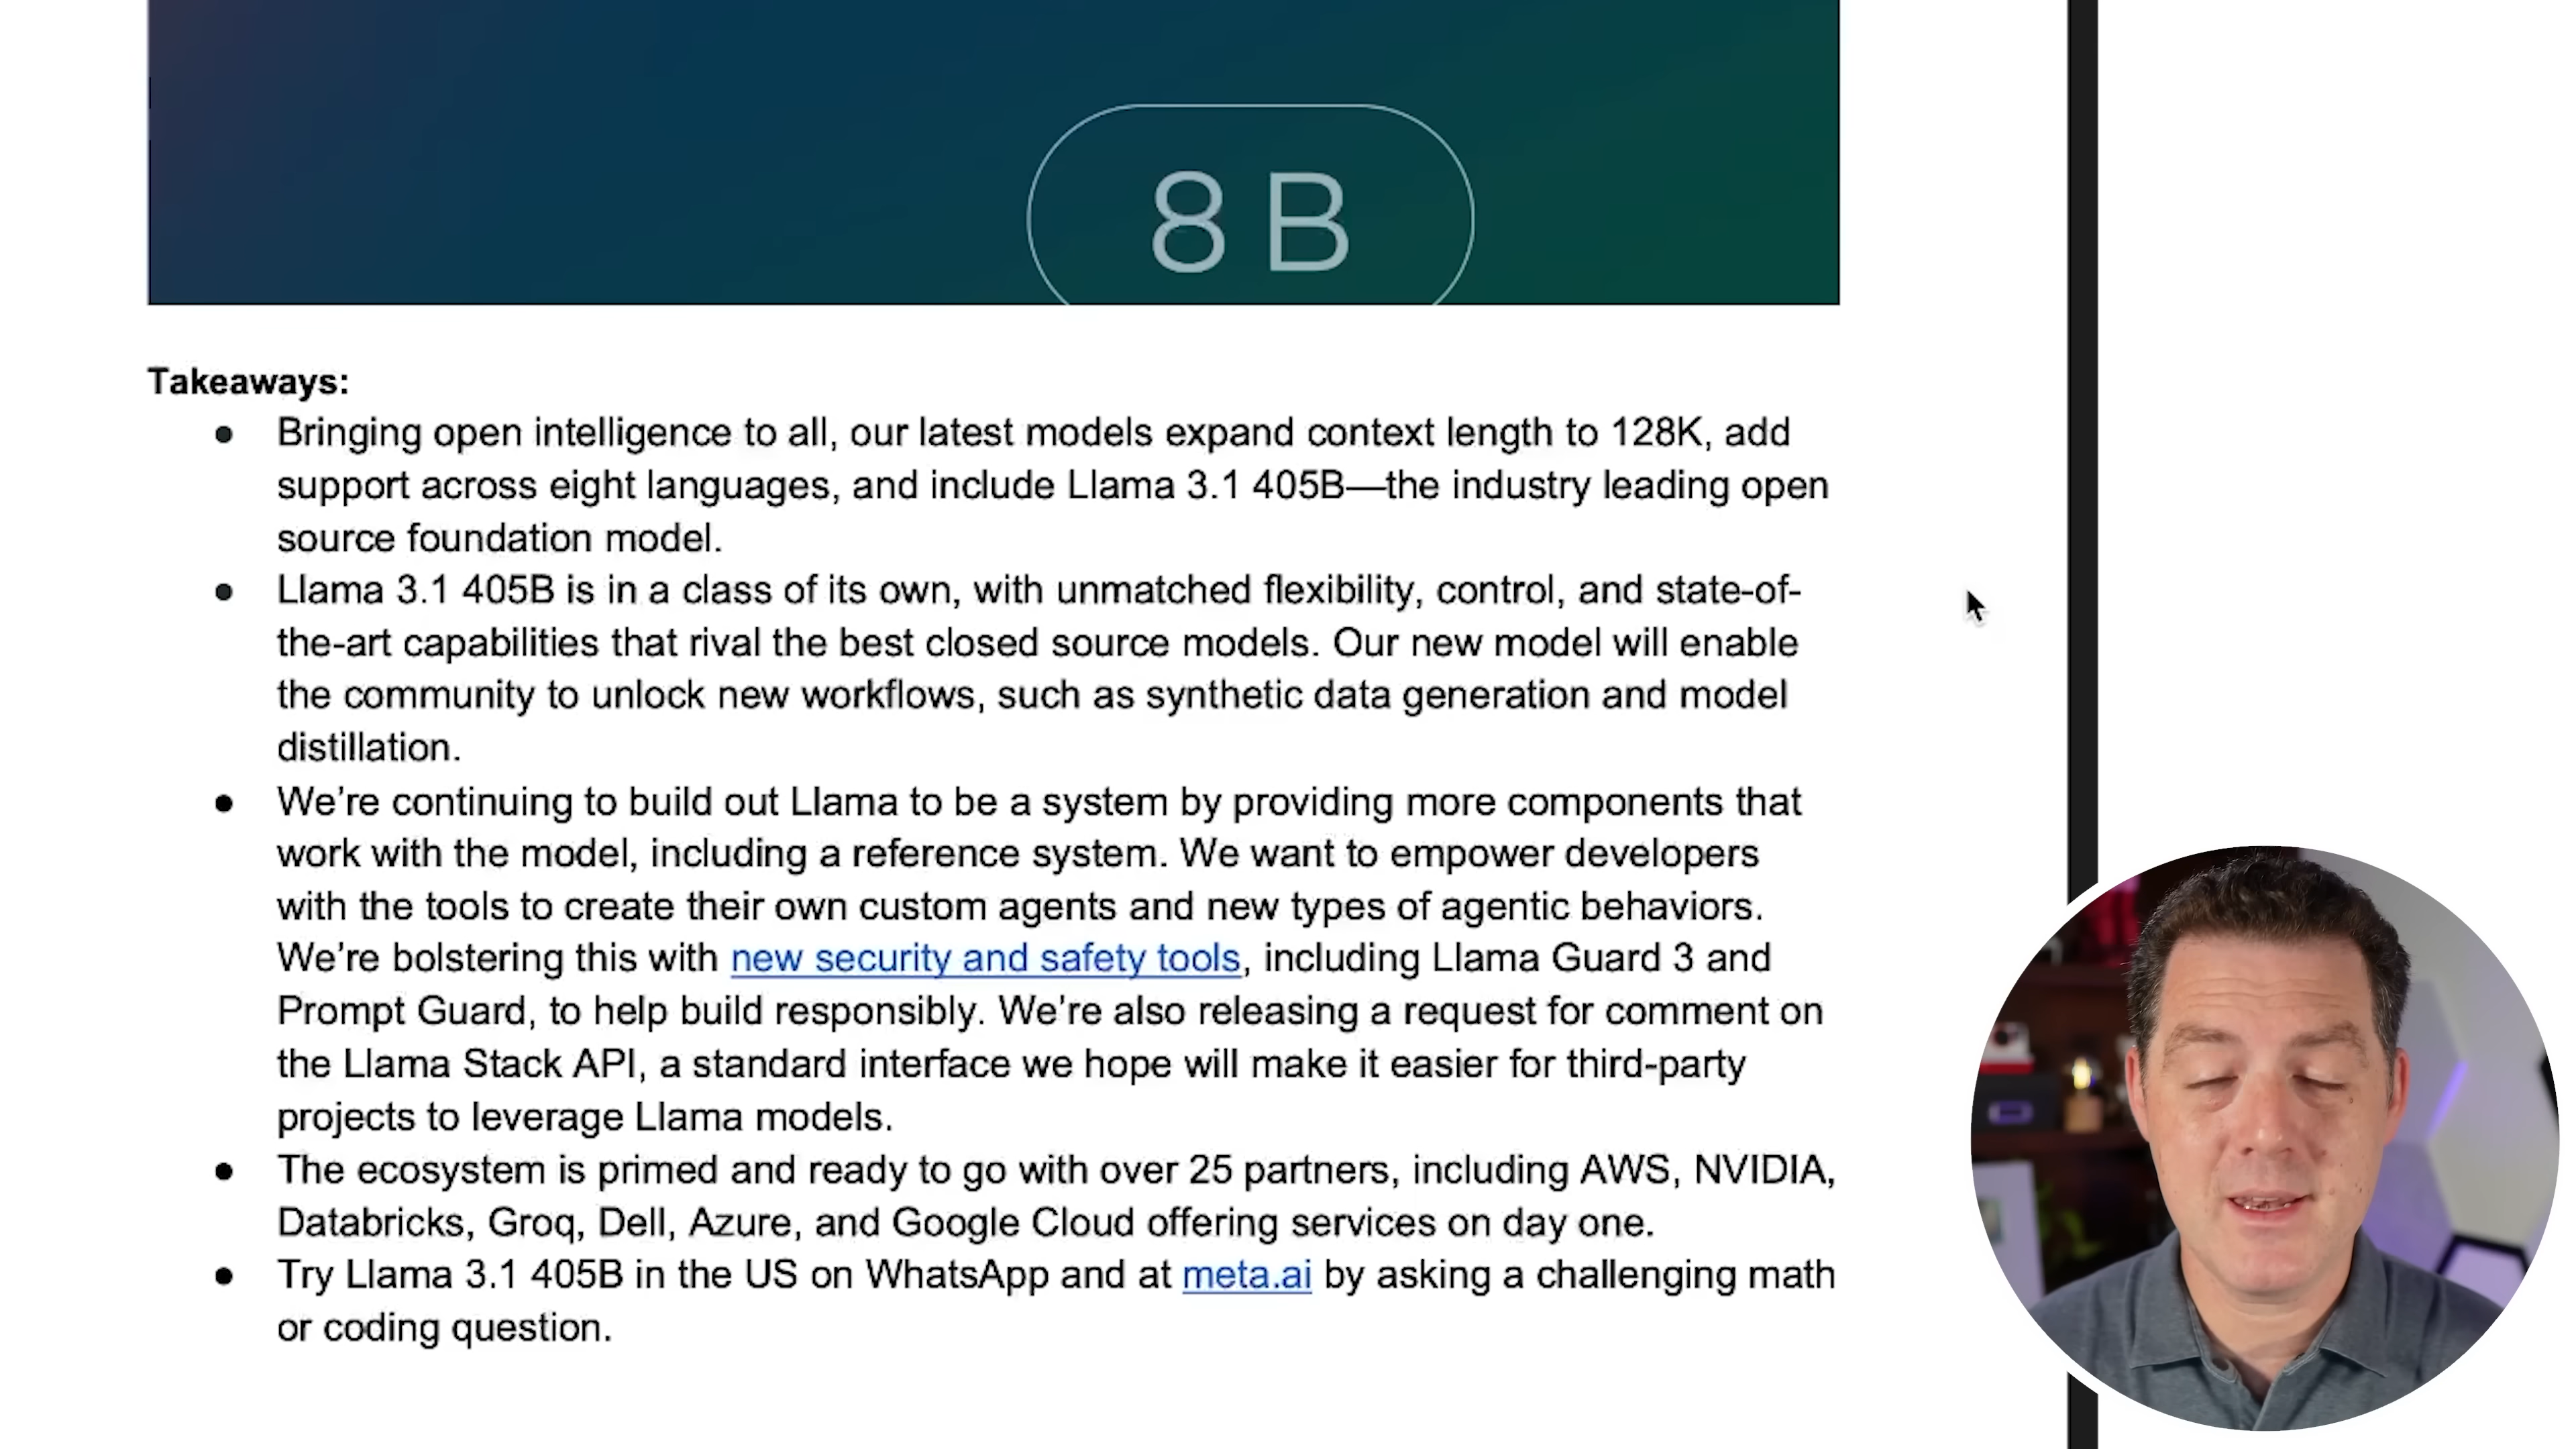 8B
Takeaways:
● Bringing open intelligence to all, our latest models expand context length to 128K, add
support across eight languages, and include Llama 3.1 405B—the industry leading open
source foundation model.
● Llama 3.1 405B is in a class of its own, with unmatched flexibility, control, and state-of-
the-art capabilities that rival the best closed source models. Our new model will enable
the community to unlock new workflows, such as synthetic data generation and model
distillation.
● We’re continuing to build out Llama to be a system by providing more components that
work with the model, including a reference system. We want to empower developers
with the tools to create their own custom agents and new types of agentic behaviors.
We’re bolstering this with new security and safety tools, including Llama Guard 3 and
Prompt Guard, to help build responsibly. We’re also releasing a request for comment on
the Llama Stack API, a standard interface we hope will make it easier for third-party
projects to leverage Llama models.
● The ecosystem is primed and ready to go with over 25 partners, including AWS, NVIDIA,
Databricks, Groq, Dell, Azure, and Google Cloud offering services on day one.
● Try Llama 3.1 405B in the US on WhatsApp and at meta.ai by asking a challenging math
or coding question.